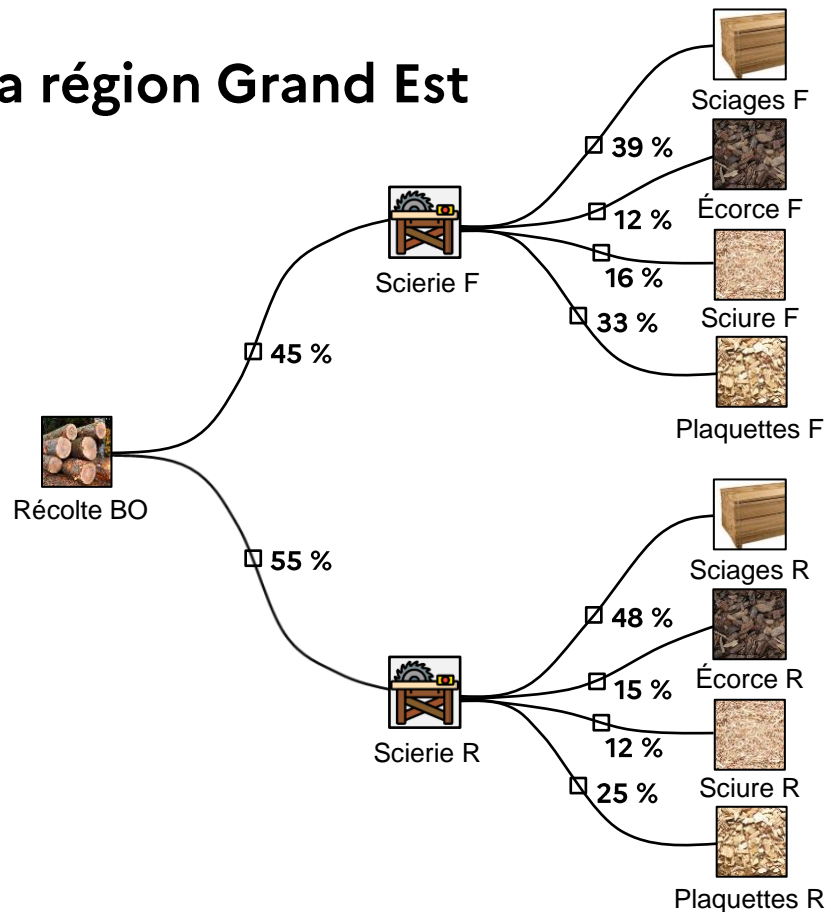 a région Grand Est
Sciages F
39 %
Écorce F
12 %
Scierie F
16 %
Sciure F
33 %
45 %
Plaquettes F
Récolte BO
55 %
Sciages R
48 %
Écorce R
15 %
Scierie R
12 %
Sciure R
25 %
Plaquettes R